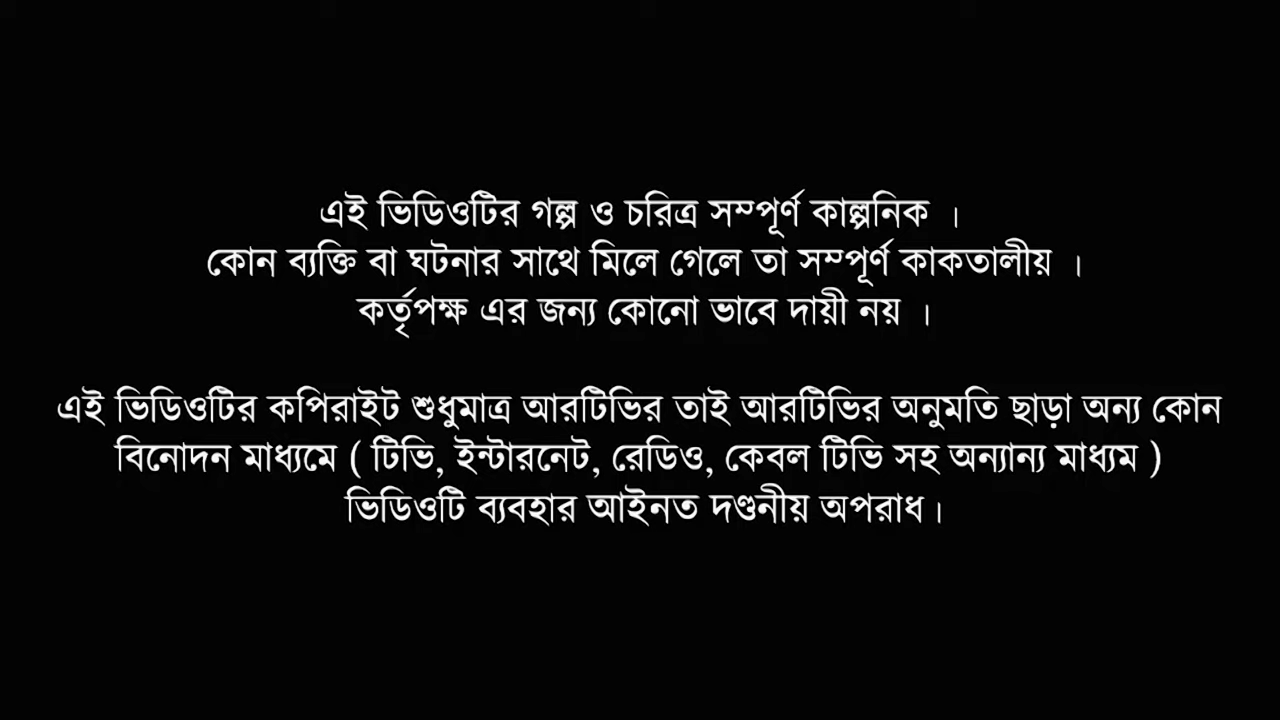 এই ভিডিওটির গল্প ও চরিত্র সম্পূর্ণ কাল্পনিক ।
কোন ব্যক্তি বা ঘটনার সাথে মিলে গেলে তা সম্পূর্ণ কাকতালীয় ।
কর্তৃপক্ষ এর জন্য কোনো ভাবে দায়ী নয় ।
এই ভিডিওটির কপিরাইট শুধুমাত্র আরটিভির তাই আরটিভির অনুমতি ছাড়া অন্য কোন
বিনোদন মাধ্যমে ( টিভি, ইন্টারনেট, রেডিও, কেবল টিভি সহ অন্যান্য মাধ্যম )
ভিডিওটি ব্যবহার আইনত দণ্ডনীয় অপরাধ।